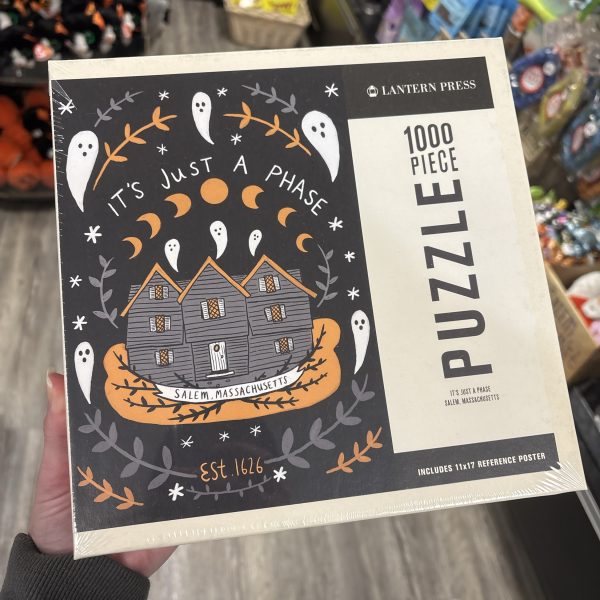 IT'S JUST A PHASE
SALEM, MASSACHUSETTS
EST. 1626
LANTERN PRESS
1000
PIECE
PUZZLE
IT'S JUST A PHASE
SALEM, MASSACHUSETTS
INCLUDES 11x17 REFERENCE POSTER